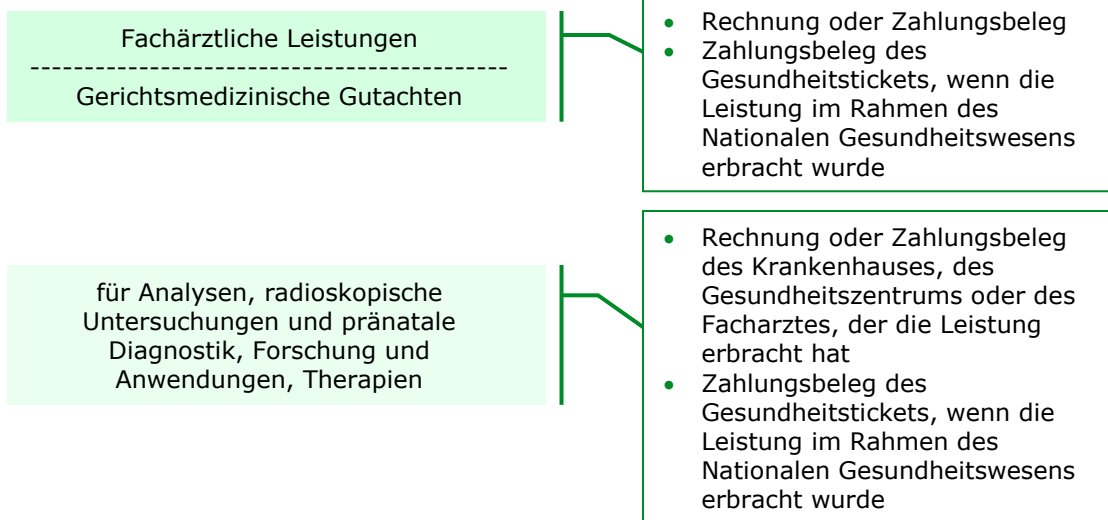 Fachärztliche Leistungen
--------------------------------------------
Gerichtsmedizinische Gutachten
• Rechnung oder Zahlungsbeleg
• Zahlungsbeleg des
Gesundheitstickets, wenn die
Leistung im Rahmen des
Nationalen Gesundheitswesens
erbracht wurde
für Analysen, radioskopische
Untersuchungen und pränatale
Diagnostik, Forschung und
Anwendungen, Therapien
• Rechnung oder Zahlungsbeleg
des Krankenhauses, des
Gesundheitszentrums oder des
Facharztes, der die Leistung
erbracht hat
• Zahlungsbeleg des
Gesundheitstickets, wenn die
Leistung im Rahmen des
Nationalen Gesundheitswesens
erbracht wurde